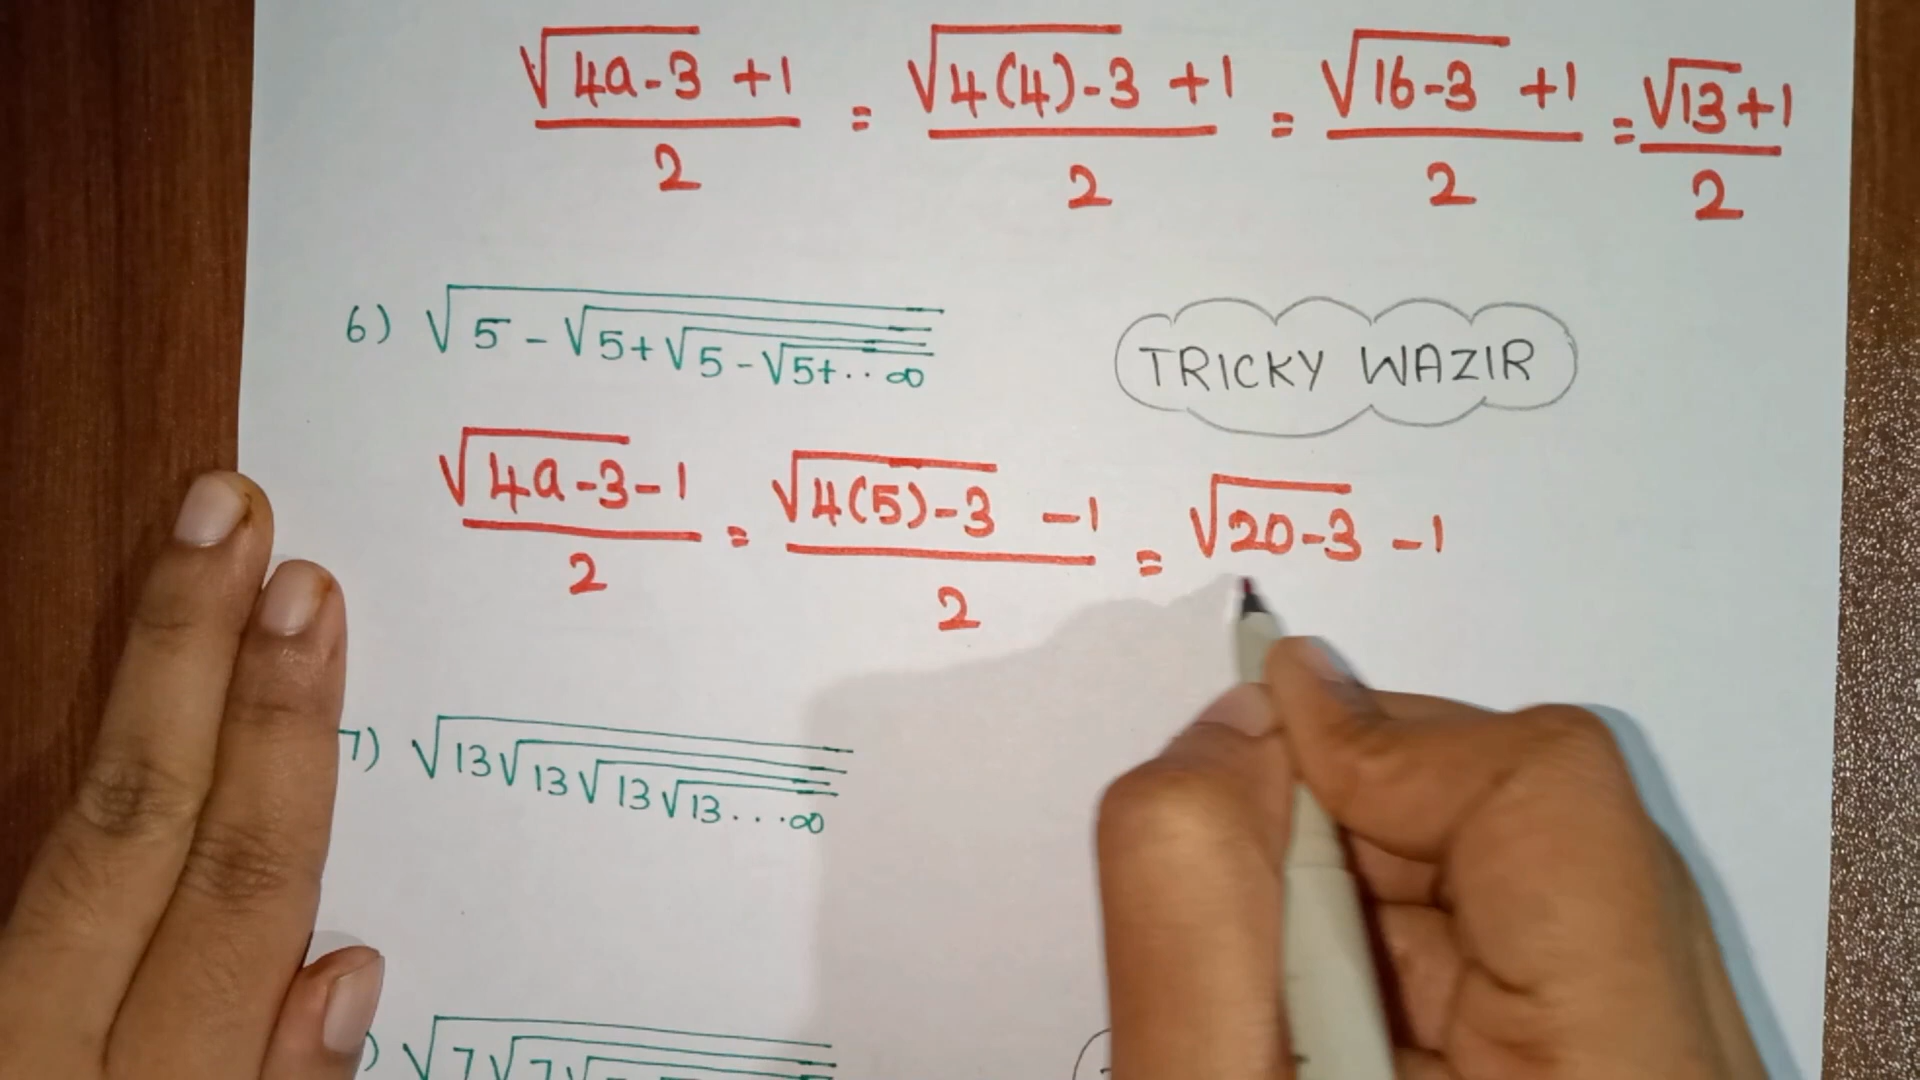 √4a-3 +1 / 2 = √4(4)-3 +1 / 2 = √16-3 +1 / 2 = √13+1 / 2
6) √5-√5+√5-√5+..∞
TRICKY WAZIR
√4a-3-1 / 2 = √4(5)-3 -1 / 2 = √20-3 -1
7) √13√13√13√13...∞
) √7√7√